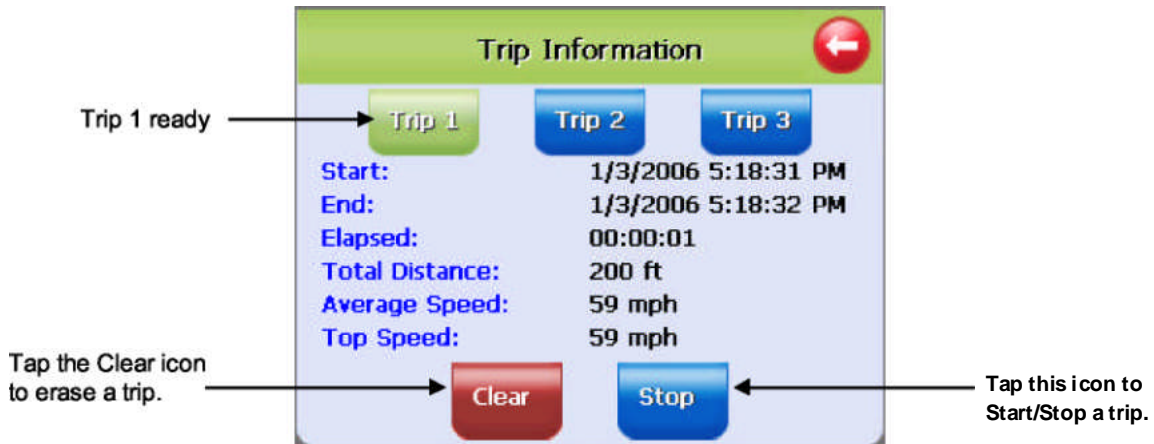 Trip Information
Trip 1 ready
Trip 1 Trip 2 Trip 3
Start: 1/3/2006 5:18:31 PM
End: 1/3/2006 5:18:32 PM
Elapsed: 00:00:01
Total Distance: 200 ft
Average Speed: 59 mph
Top Speed: 59 mph
Tap the Clear icon
to erase a trip.
Clear Stop
Tap this icon to
Start/Stop a trip.